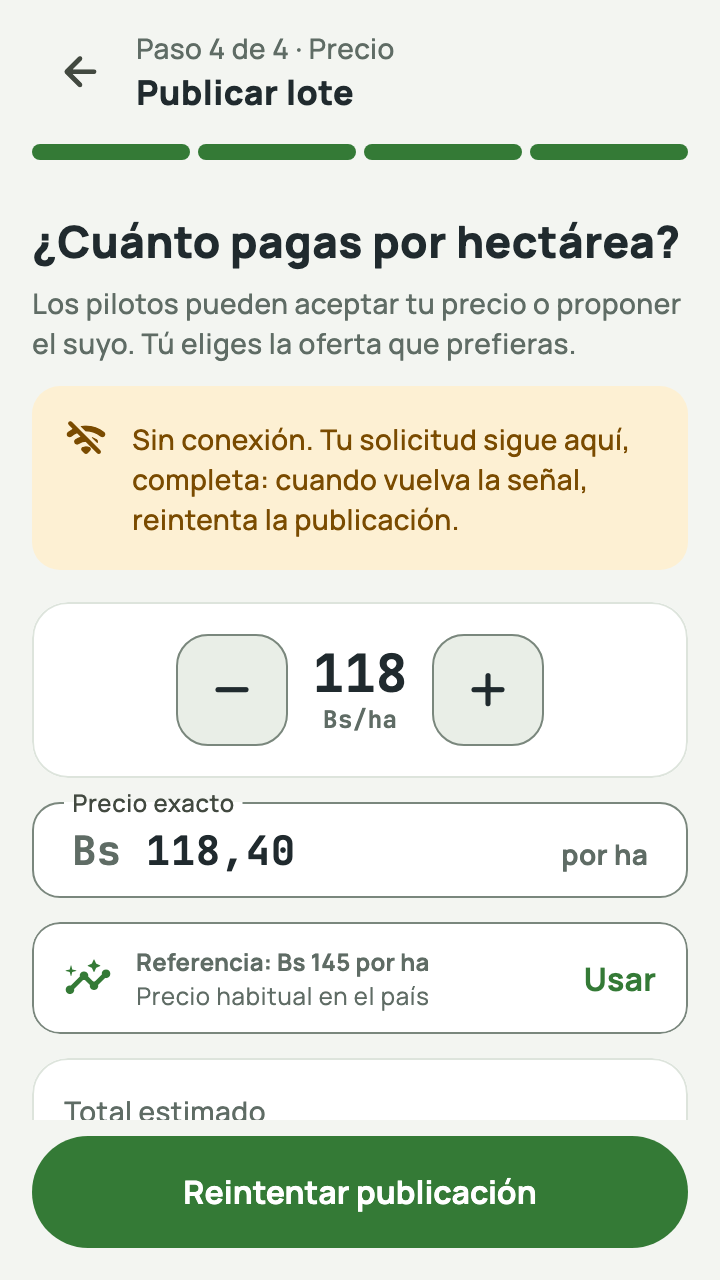 Paso 4 de 4 · Precio
Publicar lote
¿Cuánto pagas por hectárea?
Los pilotos pueden aceptar tu precio o proponer
el suyo. Tú eliges la oferta que prefieras.
Sin conexión. Tu solicitud sigue aquí,
completa: cuando vuelva la señal,
reintenta la publicación.
118
Bs/ha
Precio exacto
Bs 118,40 por ha
Referencia: Bs 145 por ha
Precio habitual en el país
Usar
Total estimado
Reintentar publicación